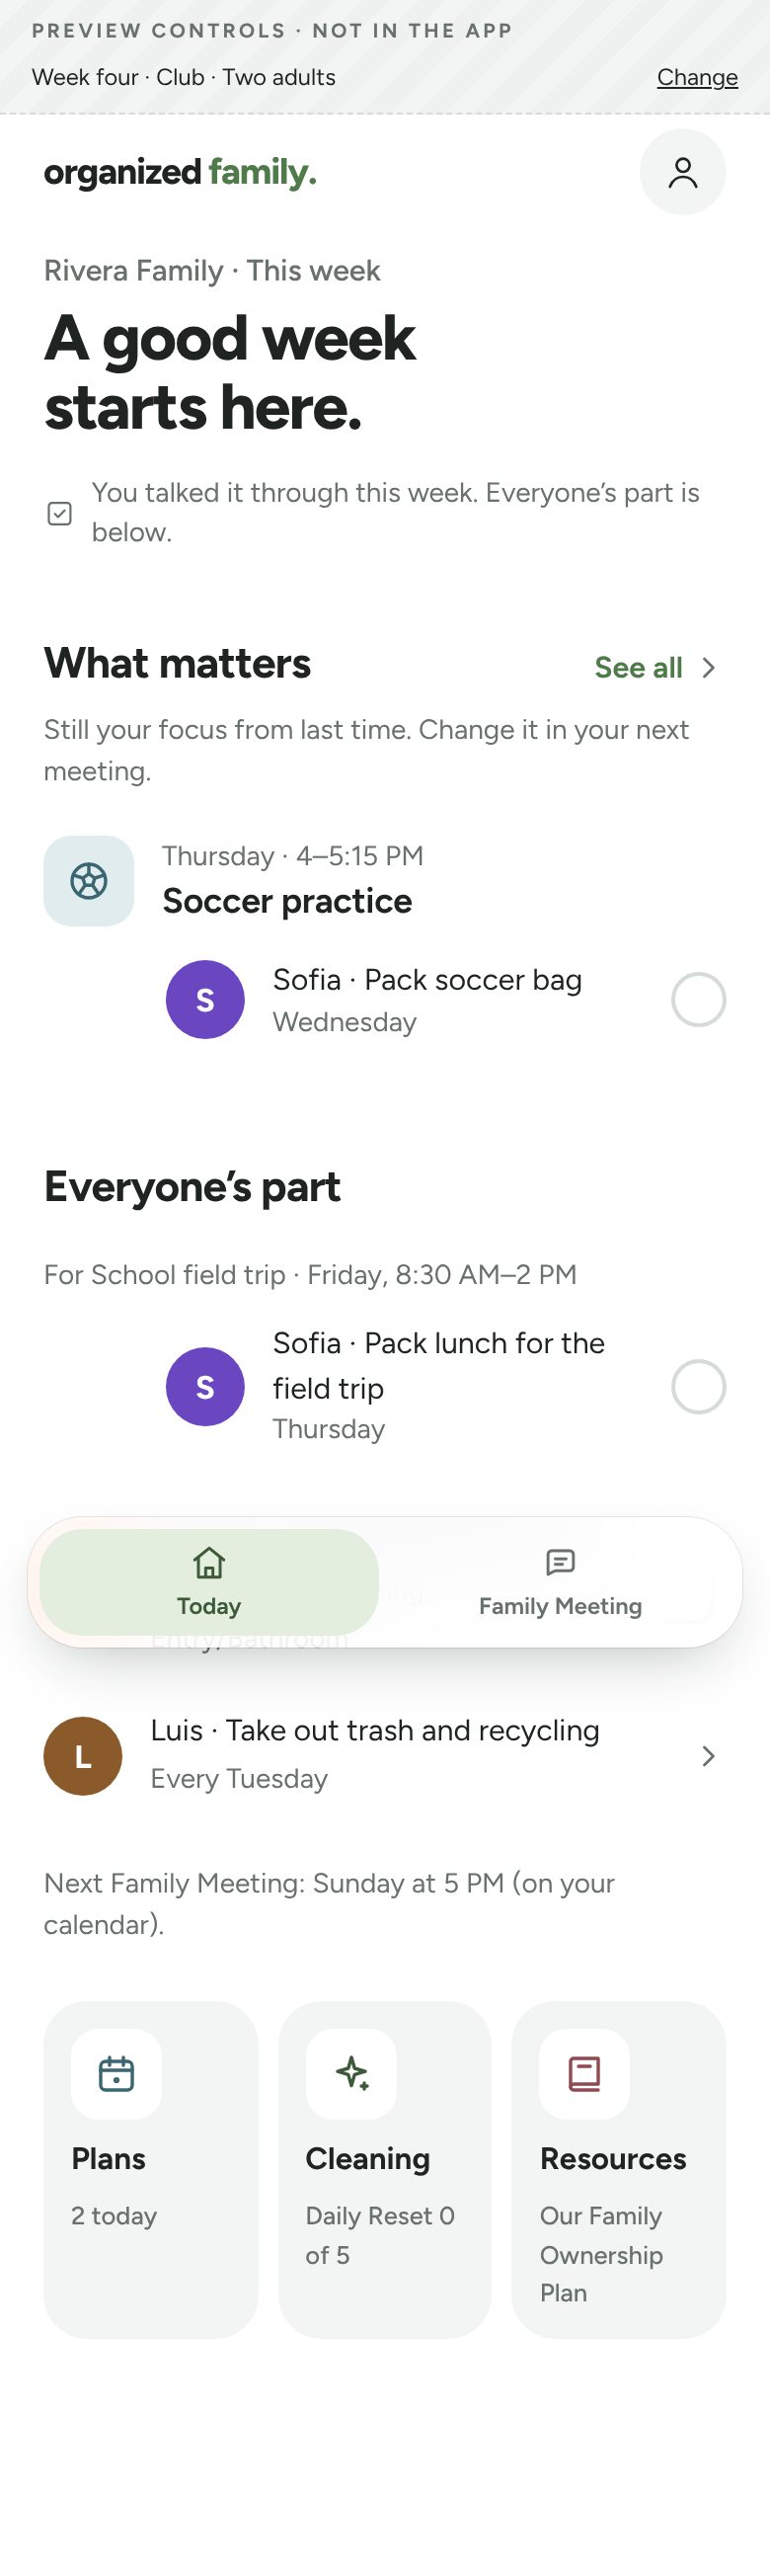 PREVIEW CONTROLS · NOT IN THE APP
Week four · Club · Two adults
Change
organized family.
Rivera Family · This week
A good week
starts here.
You talked it through this week. Everyone’s part is
below.
What matters
See all
Still your focus from last time. Change it in your next
meeting.
Thursday · 4–5:15 PM
Soccer practice
S
Sofia · Pack soccer bag
Wednesday
Everyone’s part
For School field trip · Friday, 8:30 AM–2 PM
S
Sofia · Pack lunch for the
field trip
Thursday
Today
Family Meeting
Entry/Bathroom
L
Luis · Take out trash and recycling
Every Tuesday
Next Family Meeting: Sunday at 5 PM (on your
calendar).
Plans
2 today
Cleaning
Daily Reset 0
of 5
Resources
Our Family
Ownership
Plan